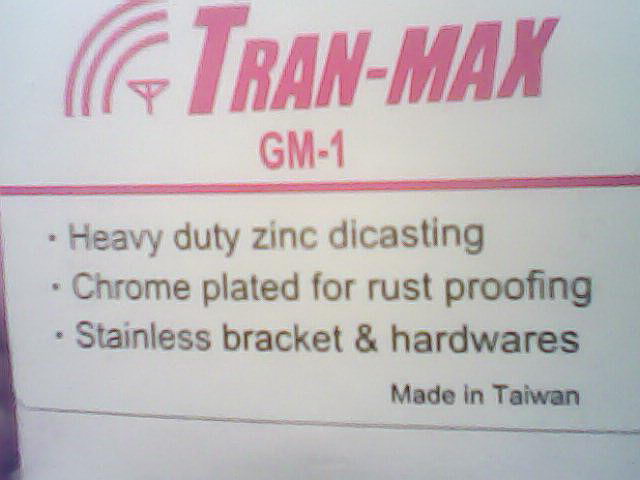 TRAN-MAX
GM-1
· Heavy duty zinc dicasting
· Chrome plated for rust proofing
· Stainless bracket & hardwares
Made in Taiwan